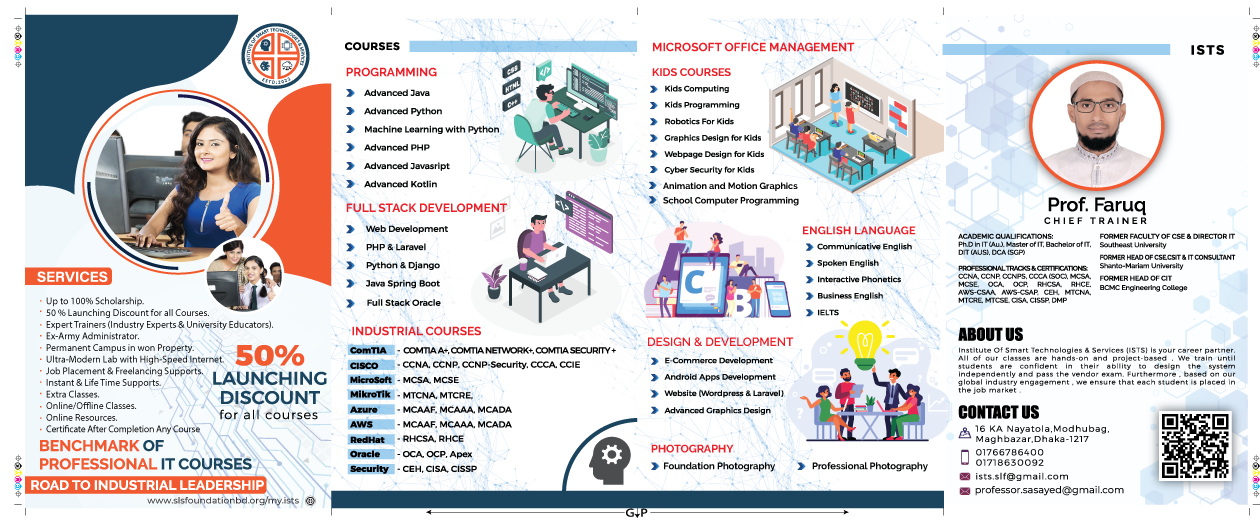 INSTITUTE OF SMART TECHNOLOGIES & SERVICES
ESTD:2022
SERVICES
· Up to 100% Scholarship.
· 50 % Launching Discount for all Courses.
· Expert Trainers (Industry Experts & University Educators).
· Ex-Army Administrator.
· Permanent Campus in won Property.
· Ultra-Modern Lab with High-Speed Internet.
· Job Placement & Freelancing Supports.
· Instant & Life Time Supports.
· Extra Classes.
· Online/Offline Classes.
· Online Resources.
· Certificate After Completion Any Course
50%
LAUNCHING
DISCOUNT
for all courses
BENCHMARK OF
PROFESSIONAL IT COURSES
ROAD TO INDUSTRIAL LEADERSHIP
www.slsfoundationbd.org/my.ists
COURSES
PROGRAMMING
Advanced Java
Advanced Python
Machine Learning with Python
Advanced PHP
Advanced Javasript
Advanced Kotlin
CSS
HTML
C++
</>
FULL STACK DEVELOPMENT
Web Development
PHP & Laravel
Python & Django
Java Spring Boot
Full Stack Oracle
</>
INDUSTRIAL COURSES
ComTIA - COMTIA A+, COMTIA NETWORK+, COMTIA SECURITY +
CISCO - CCNA, CCNP, CCNP-Security, CCCA, CCIE
MicroSoft - MCSA, MCSE
MikroTik - MTCNA, MTCRE,
Azure - MCAAF, MCAAA, MCADA
AWS - MCAAF, MCAAA, MCADA
RedHat - RHCSA, RHCE
Oracle - OCA, OCP, Apex
Security - CEH, CISA, CISSP
MICROSOFT OFFICE MANAGEMENT
KIDS COURSES
Kids Computing
Kids Programming
Robotics For Kids
Graphics Design for Kids
Webpage Design for Kids
Cyber Security for Kids
Animation and Motion Graphics
School Computer Programming
ENGLISH LANGUAGE
Communicative English
Spoken English
Interactive Phonetics
Business English
IELTS
C
B
DESIGN & DEVELOPMENT
E-Commerce Development
Android Apps Development
Website (Wordpress & Laravel)
Advanced Graphics Design
PHOTOGRAPHY
Foundation Photography
Professional Photography
G P
ISTS
Prof. Faruq
CHIEF TRAINER
ACADEMIC QUALIFICATIONS:
Ph.D in IT (Au.), Master of IT, Bachelor of IT,
DIT (AUS), DCA (SGP)
PROFESSIONAL TRACKS & CERTIFICATIONS:
CCNA, CCNP, CCNPS, CCCA (SOC), MCSA,
MCSE, OCA, OCP, RHCSA, RHCE,
AWS-CSAA, AWS-CSAP, CEH, MTCNA,
MTCRE, MTCSE, CISA, CISSP, DMP
FORMER FACULTY OF CSE & DIRECTOR IT
Southeast University
FORMER HEAD OF CSE,CSIT & IT CONSULTANT
Shanto-Mariam University
FORMER HEAD OF CIT
BCMC Engineering College
ABOUT US
Institute Of Smart Technologies & Services (ISTS) is your career partner.
All of our classes are hands-on and project-based . We train until
students are confident in their ability to design the system
independently and pass the vendor exam. Furthermore , based on our
global industry engagement , we ensure that each student is placed in
the job market .
CONTACT US
16 KA Nayatola,Modhubag,
Maghbazar,Dhaka-1217
01766786400
01718630092
ists.slf@gmail.com
professor.sasayed@gmail.com